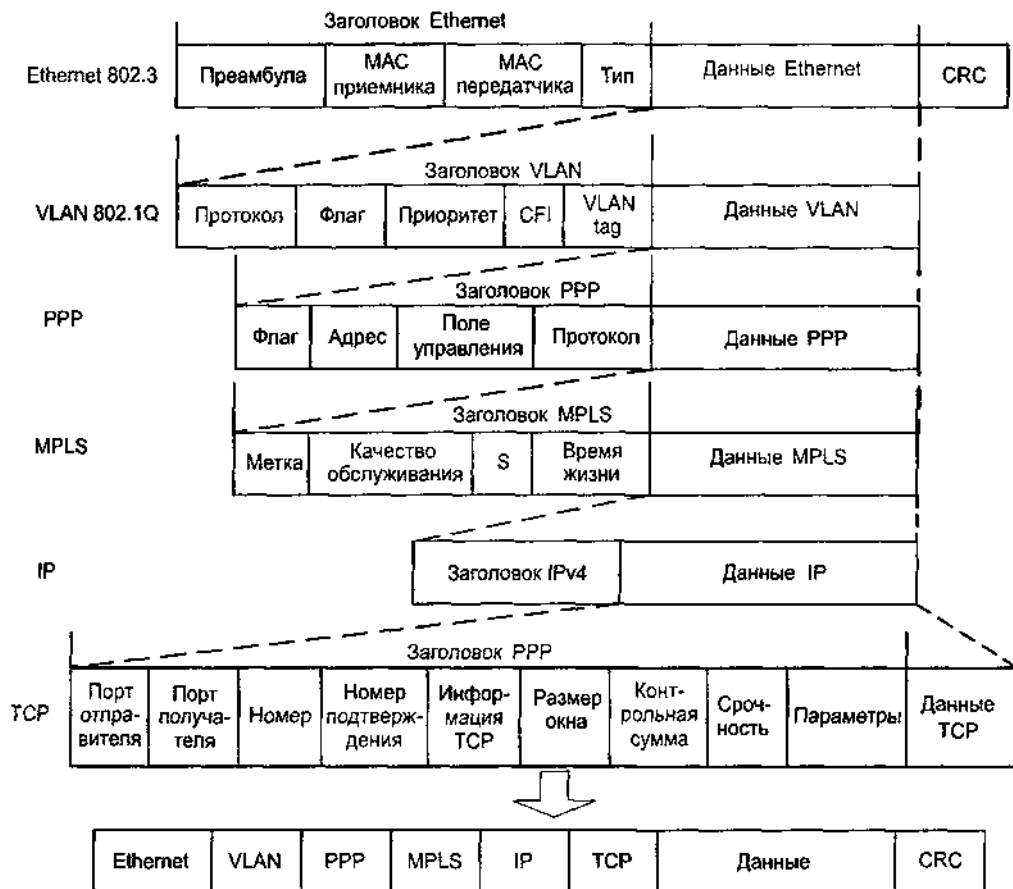 Заголовок Ethernet
Ethernet 802.3
Преамбула
MAC
приемника
MAC
передатчика
Тип
Данные Ethernet
CRC
Заголовок VLAN
VLAN 802.1Q
Протокол
Флаг
Приоритет
CFI
VLAN
tag
Данные VLAN
Заголовок PPP
PPP
Флаг
Адрес
Поле
управления
Протокол
Данные PPP
Заголовок MPLS
MPLS
Метка
Качество
обслуживания
S
Время
жизни
Данные MPLS
IP
Заголовок IPv4
Данные IP
Заголовок PPP
TCP
Порт
отпра-
вителя
Порт
получа-
теля
Номер
Номер
подтверж-
дения
Инфор-
мация
TCP
Размер
окна
Конт-
рольная
сумма
Сроч-
ность
Параметры
Данные
TCP
Ethernet
VLAN
PPP
MPLS
IP
TCP
Данные
CRC